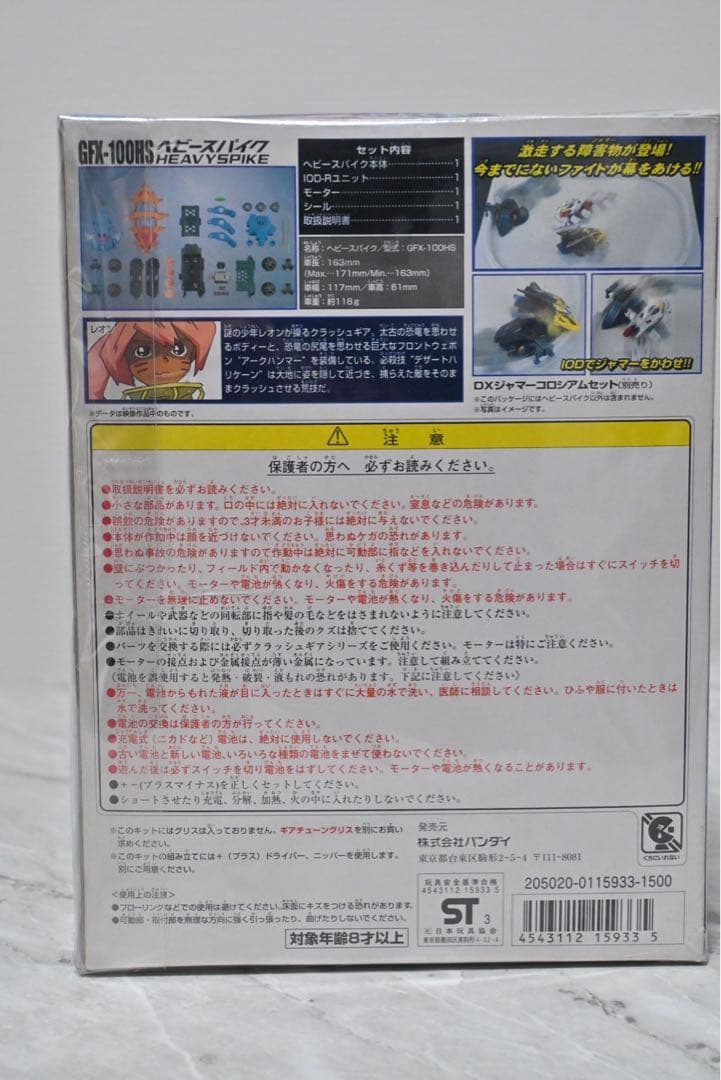 GFX-100HS ヘビースパイク
HEAVYSPIKE
セット内容
ヘビースパイク本体 1
IOD-Rユニット 1
モーター 1
シール 1
取扱説明書 1
名称：ヘビースパイク/型式：GFX-100HS
車長：163mm
(Max.…171mm/Min.…163mm)
車幅：117mm/車高：61mm
車重：約118g
激走する障害物が登場!
今までにないファイトが幕をあける!!
IODでジャマーをかわせ!!
DXジャマーコロシアムセット(別売り)
※このパッケージにはヘビースパイク以外は含まれません。
※写真はイメージです。
レオン
謎の少年レオンが操るクラッシュギア。太古の恐竜を思わせ
るボディーと、恐竜の尻尾を思わせる巨大なフロントウェポ
ン“アークハンマー”を装備している。必殺技“デザートハ
リケーン”は大地に姿を隠して近づき、捕らえた敵をそのま
まクラッシュさせる荒技だ。
※データは映像作品中のものです。
注意
保護者の方へ 必ずお読みください。
●取扱説明書を必ずお読みください。
●小さな部品があります。口の中には絶対に入れないでください。窒息などの危険があります。
●誤飲の危険がありますので、3才未満のお子様には絶対に与えないでください。
●本体が作動中は顔を近づけないでください。思わぬケガの恐れがあります。
●思わぬ事故の危険がありますので作動中は絶対に可動部に指などを入れないでください。
●壁にぶつかったり、フィールド内で動かなくなったり、糸くず等を巻き込んだりして止まった場合はすぐにスイッチを切
ってください。モーターや電池が熱くなり、火傷をする危険があります。
●モーターを無理に止めないでください。モーターや電池が熱くなり、火傷をする危険があります。
●ホイールや武器などの回転部に指や髪の毛などをはさまれないように注意してください。
●部品はきれいに切り取り、切り取った後のクズは捨ててください。
●パーツを交換する際には必ずクラッシュギアシリーズをご使用ください。モーターは特にご注意ください。
●モーターの接点および金属接点が薄い金属になっています。注意して組み立ててください。
(電池を誤使用すると発熱・破裂・液もれの恐れがあります。下記に注意してください)
●万一、電池からもれた液が目に入ったときはすぐに大量の水で洗い、医師に相談してください。ひふや服に付いたときは
水で洗ってください。
●電池の交換は保護者の方が行ってください。
●充電式(ニカドなど)電池は、絶対に使用しないでください。
●古い電池と新しい電池、いろいろな種類の電池をまぜて使わないでください。
●遊んだ後は必ずスイッチを切り電池をはずしてください。モーターや電池が熱くなることがあります。
●＋－(プラスマイナス)を正しくセットしてください。
●ショートさせたり充電、分解、加熱、火の中に入れたりしないでください。
※このキットにはグリスは入っておりません。ギアチューングリスを別にお買い
求めください。
※このキットの組み立てには＋（プラス）ドライバー、ニッパーを使用します。
別にご用意ください。
発売元
株式会社バンダイ
東京都台東区駒形2-5-4 〒111-8081
くちにいれない
＜使用上の注意＞
●フローリングなどでの使用は避けてください。床面にキズをつける恐れがあります。
●可動部・取付部を無理な方向に強く引っ張ったり、曲げたりしないでください。
対象年齢8才以上
玩具安全基準合格
4543112 15933 5
ST 3
㈳日本玩具協会
東京都墨田区東駒形4-22-4
205020-0115933-1500
4543112 15933 5